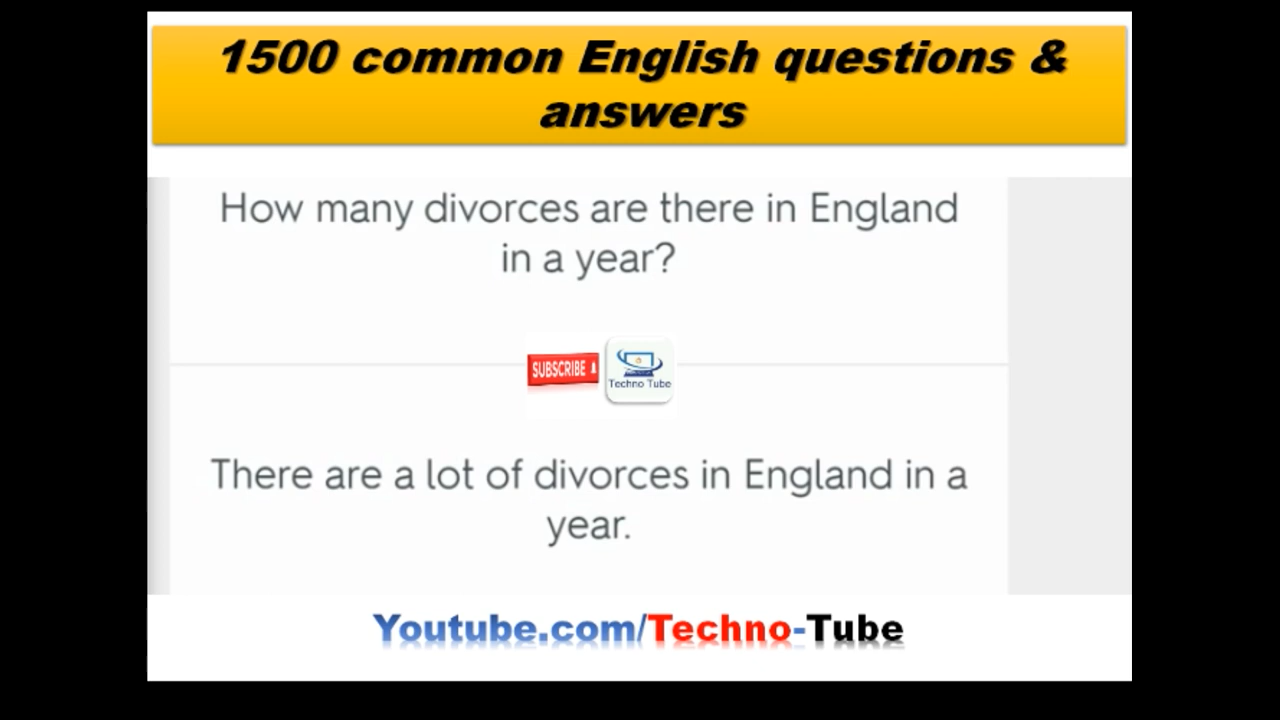 1500 common English questions &
answers
How many divorces are there in England
in a year?
SUBSCRIBE
Techno Tube
There are a lot of divorces in England in a
year.
Youtube.com/Techno-Tube